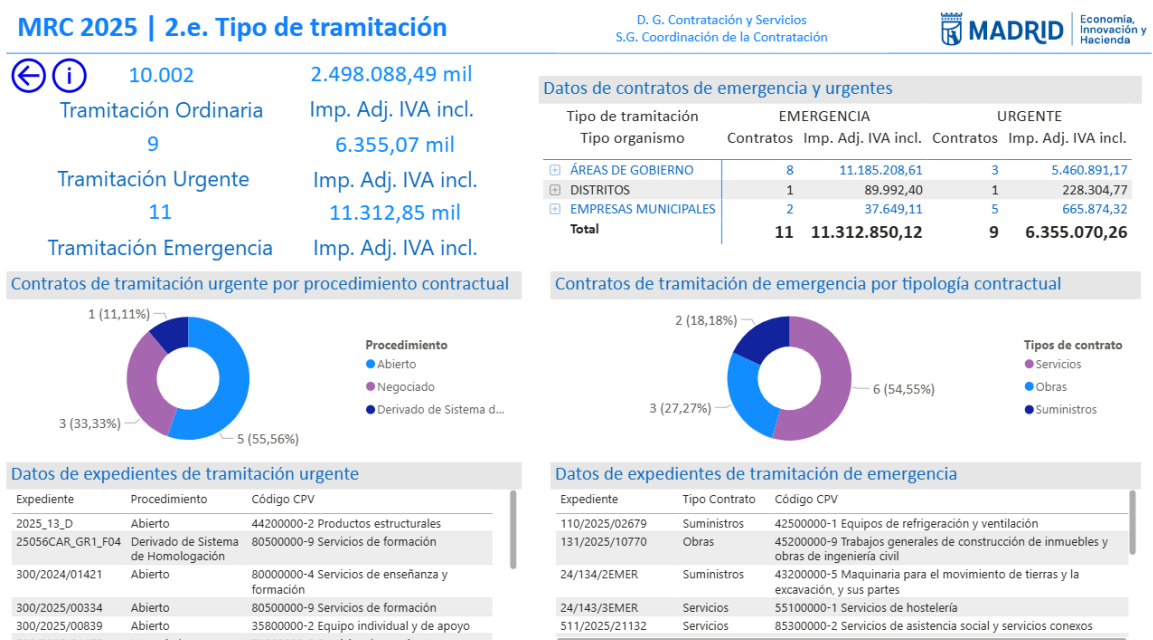 MRC 2025 | 2.e. Tipo de tramitación
D. G. Contratación y Servicios
S.G. Coordinación de la Contratación
MADRID
Economía,
Innovación y
Hacienda
10.002
2.498.088,49 mil
Tramitación Ordinaria
Imp. Adj. IVA incl.
9
6.355,07 mil
Tramitación Urgente
Imp. Adj. IVA incl.
11
11.312,85 mil
Tramitación Emergencia
Imp. Adj. IVA incl.
Datos de contratos de emergencia y urgentes
Tipo de tramitación EMERGENCIA URGENTE
Tipo organismo Contratos Imp. Adj. IVA incl. Contratos Imp. Adj. IVA incl.
ÁREAS DE GOBIERNO 8 11.185.208,61 3 5.460.891,17
DISTRITOS 1 89.992,40 1 228.304,77
EMPRESAS MUNICIPALES 2 37.649,11 5 665.874,32
Total 11 11.312.850,12 9 6.355.070,26
Contratos de tramitación urgente por procedimiento contractual
1 (11,11%)
3 (33,33%)
5 (55,56%)
Procedimiento
Abierto
Negociado
Derivado de Sistema d...
Contratos de tramitación de emergencia por tipología contractual
2 (18,18%)
3 (27,27%)
6 (54,55%)
Tipos de contrato
Servicios
Obras
Suministros
Datos de expedientes de tramitación urgente
Expediente Procedimiento Código CPV
2025_13_D Abierto 44200000-2 Productos estructurales
25056CAR_GR1_F04 Derivado de Sistema 80500000-9 Servicios de formación
de Homologación
300/2024/01421 Abierto 80000000-4 Servicios de enseñanza y
formación
300/2025/00334 Abierto 80500000-9 Servicios de formación
300/2025/00839 Abierto 35800000-2 Equipo individual y de apoyo
Datos de expedientes de tramitación de emergencia
Expediente Tipo Contrato Código CPV
110/2025/02679 Suministros 42500000-1 Equipos de refrigeración y ventilación
131/2025/10770 Obras 45200000-9 Trabajos generales de construcción de inmuebles y
obras de ingeniería civil
24/134/2EMER Suministros 43200000-5 Maquinaria para el movimiento de tierras y la
excavación, y sus partes
24/143/3EMER Servicios 55100000-1 Servicios de hostelería
511/2025/21132 Servicios 85300000-2 Servicios de asistencia social y servicios conexos